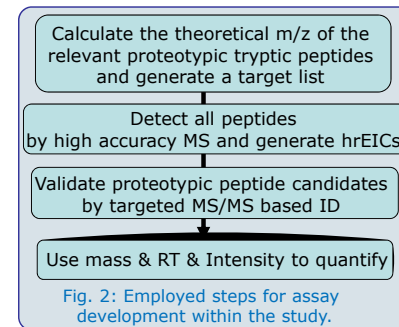 Calculate the theoretical m/z of the
relevant proteotypic tryptic peptides
and generate a target list
Detect all peptides
by high accuracy MS and generate hrEICs
Validate proteotypic peptide candidates
by targeted MS/MS based ID
Use mass & RT & Intensity to quantify
Fig. 2: Employed steps for assay
development within the study.